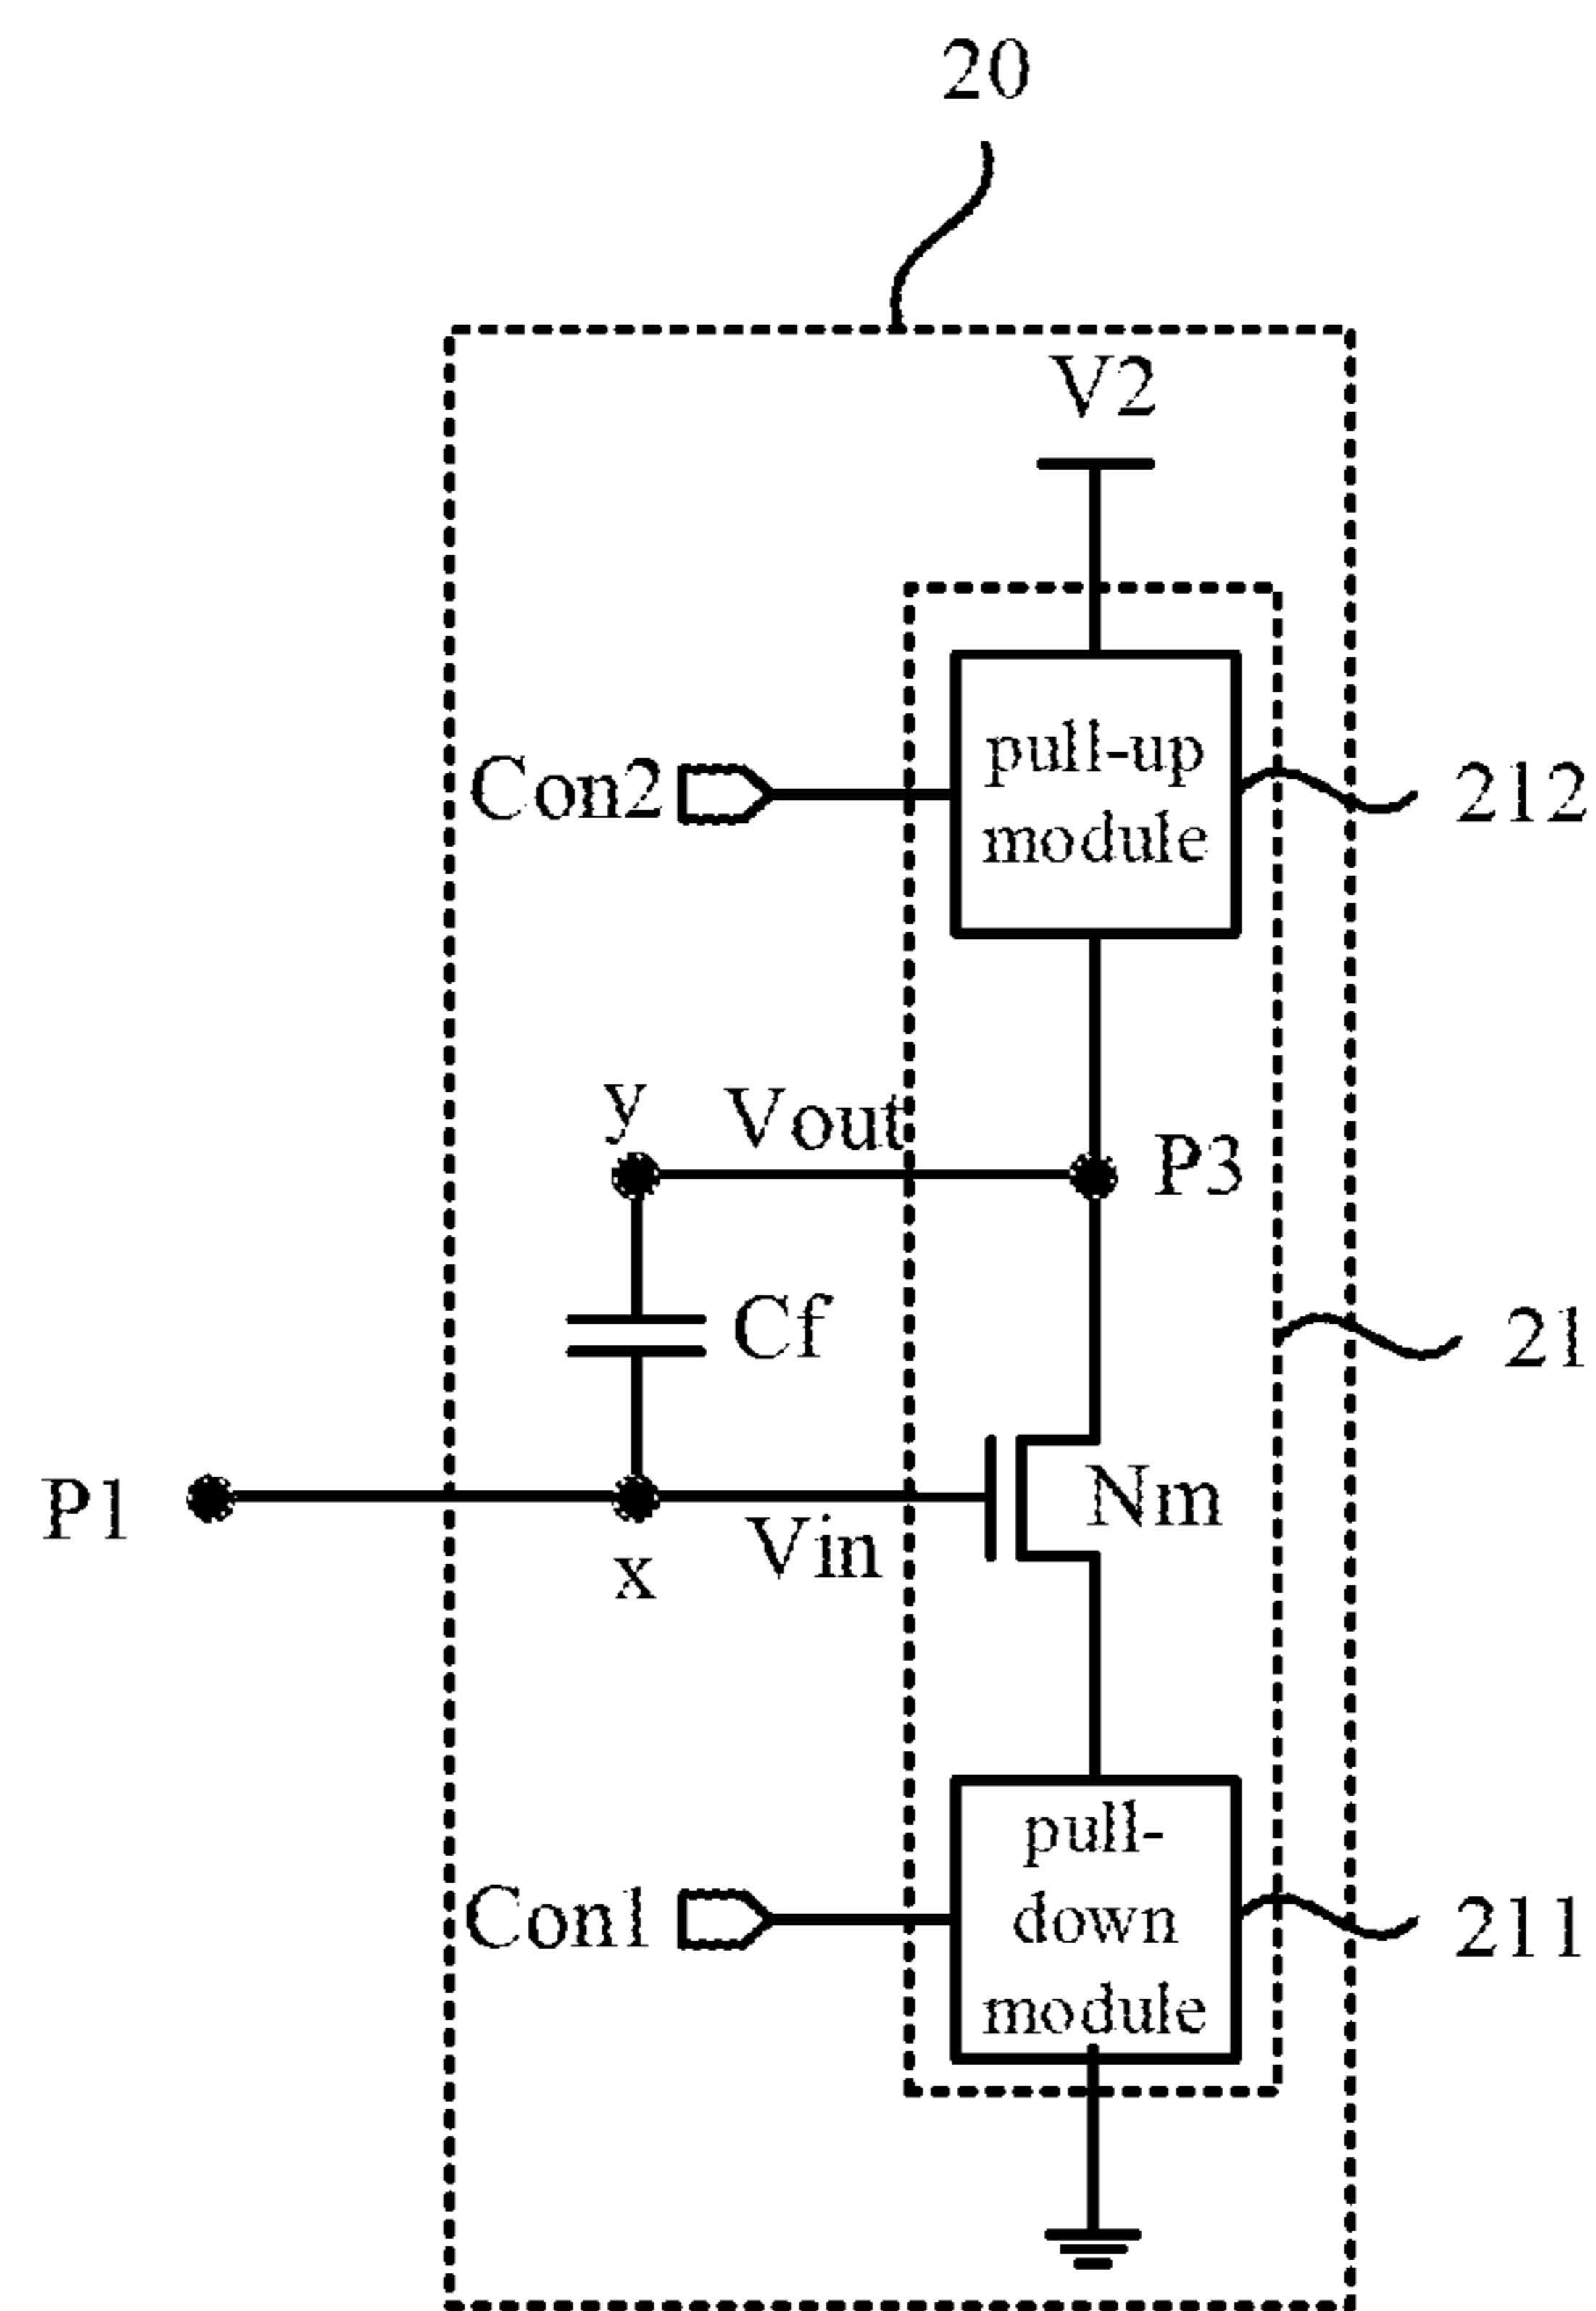 20
V2
pull-up
module
Con2
212
y
Vout
P3
Cf
21
P1
Nm
Vin
x
pull-
down
module
Con1
211